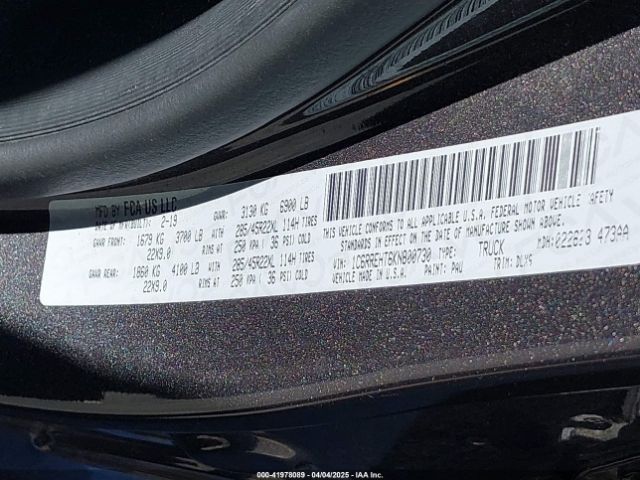 MFD BY FCA US LLC
DATE OF MFR 2-19 GVWR: 3130 KG 6900 LB
GAWR FRONT: 1679 KG 3700 LB WITH 285/45R22XL 114H TIRES
22X9.0 RIMS AT 250 KPA ( 36 PSI) COLD
GAWR REAR: 1860 KG 4100 LB WITH 285/45R22XL 114H TIRES
22X9.0 RIMS AT 250 KPA ( 36 PSI) COLD
THIS VEHICLE CONFORMS TO ALL APPLICABLE U.S.A. FEDERAL MOTOR VEHICLE SAFETY
STANDARDS IN EFFECT ON THE DATE OF MANUFACTURE SHOWN ABOVE.
VIN: 1C6RREHT6KN800730 TYPE: TRUCK MDH: 473AA
VEHICLE MADE IN U.S.A. PAINT: PAU TRIM: DLYS
000-41978089 - 04/04/2025 - IAA Inc.